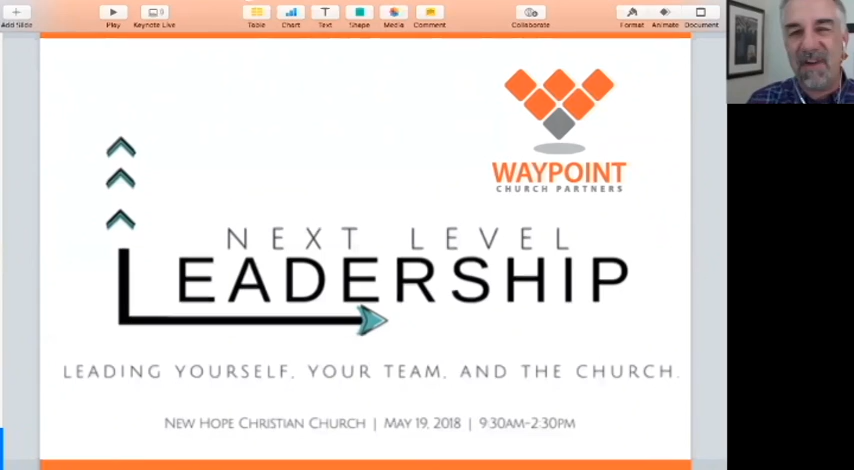 Add Slide
Play
Keynote Live
Table
Chart
Text
Shape
Media
Comment
Collaborate
Format
Animate
Document
WAYPOINT
CHURCH PARTNERS
NEXT LEVEL
LEADERSHIP
LEADING YOURSELF, YOUR TEAM, AND THE CHURCH.
NEW HOPE CHRISTIAN CHURCH | MAY 19, 2018 | 9:30AM-2:30PM